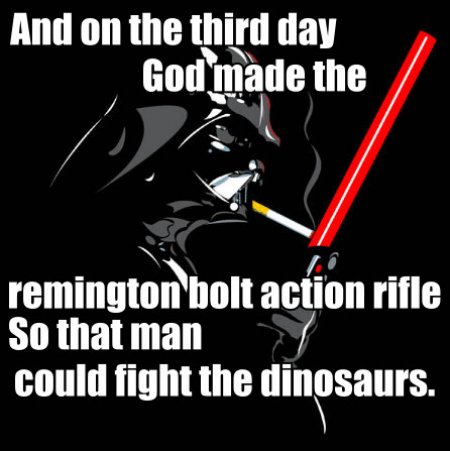 And on the third day
God made the
remington bolt action rifle
So that man
could fight the dinosaurs.